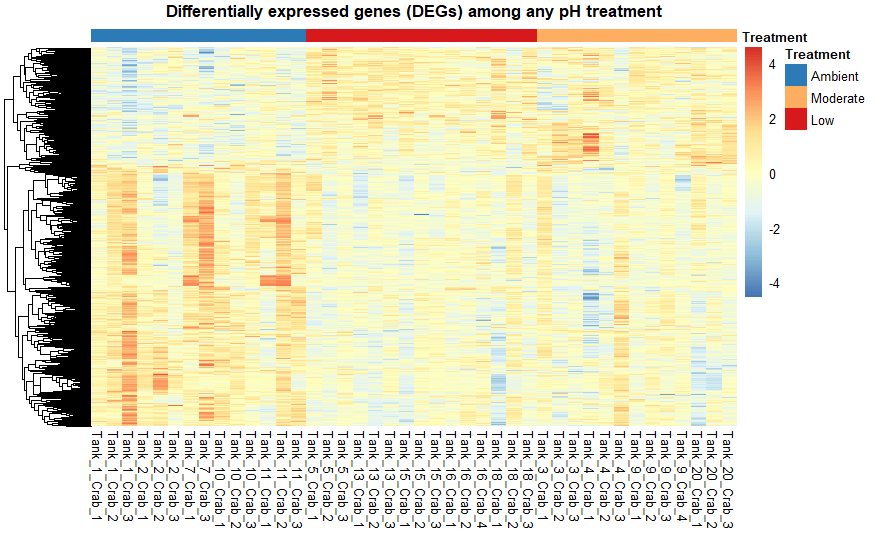 Differentially expressed genes (DEGs) among any pH treatment
Treatment
4
2
0
-2
-4
Treatment
Ambient
Moderate
Low
Tank_1_Crab_1
Tank_1_Crab_2
Tank_1_Crab_3
Tank_2_Crab_1
Tank_2_Crab_2
Tank_2_Crab_3
Tank_7_Crab_1
Tank_7_Crab_3
Tank_10_Crab_1
Tank_10_Crab_2
Tank_10_Crab_3
Tank_11_Crab_1
Tank_11_Crab_2
Tank_11_Crab_3
Tank_5_Crab_1
Tank_5_Crab_2
Tank_5_Crab_3
Tank_13_Crab_1
Tank_13_Crab_2
Tank_13_Crab_3
Tank_15_Crab_1
Tank_15_Crab_2
Tank_15_Crab_3
Tank_16_Crab_1
Tank_16_Crab_2
Tank_16_Crab_4
Tank_18_Crab_1
Tank_18_Crab_2
Tank_18_Crab_3
Tank_3_Crab_1
Tank_3_Crab_2
Tank_3_Crab_3
Tank_4_Crab_1
Tank_4_Crab_2
Tank_4_Crab_3
Tank_9_Crab_1
Tank_9_Crab_2
Tank_9_Crab_3
Tank_9_Crab_4
Tank_20_Crab_1
Tank_20_Crab_2
Tank_20_Crab_3